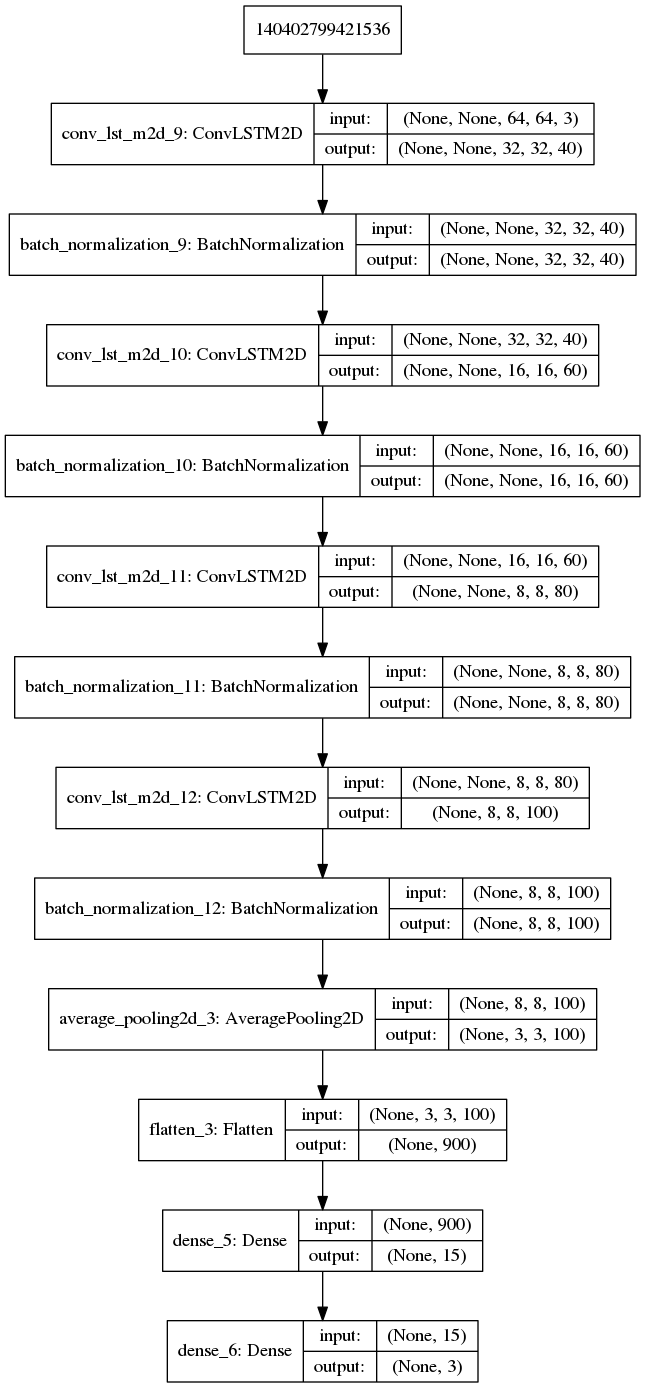 140402799421536
conv_lst_m2d_9: ConvLSTM2D
input: (None, None, 64, 64, 3)
output: (None, None, 32, 32, 40)
batch_normalization_9: BatchNormalization
input: (None, None, 32, 32, 40)
output: (None, None, 32, 32, 40)
conv_lst_m2d_10: ConvLSTM2D
input: (None, None, 32, 32, 40)
output: (None, None, 16, 16, 60)
batch_normalization_10: BatchNormalization
input: (None, None, 16, 16, 60)
output: (None, None, 16, 16, 60)
conv_lst_m2d_11: ConvLSTM2D
input: (None, None, 16, 16, 60)
output: (None, None, 8, 8, 80)
batch_normalization_11: BatchNormalization
input: (None, None, 8, 8, 80)
output: (None, None, 8, 8, 80)
conv_lst_m2d_12: ConvLSTM2D
input: (None, None, 8, 8, 80)
output: (None, 8, 8, 100)
batch_normalization_12: BatchNormalization
input: (None, 8, 8, 100)
output: (None, 8, 8, 100)
average_pooling2d_3: AveragePooling2D
input: (None, 8, 8, 100)
output: (None, 3, 3, 100)
flatten_3: Flatten
input: (None, 3, 3, 100)
output: (None, 900)
dense_5: Dense
input: (None, 900)
output: (None, 15)
dense_6: Dense
input: (None, 15)
output: (None, 3)